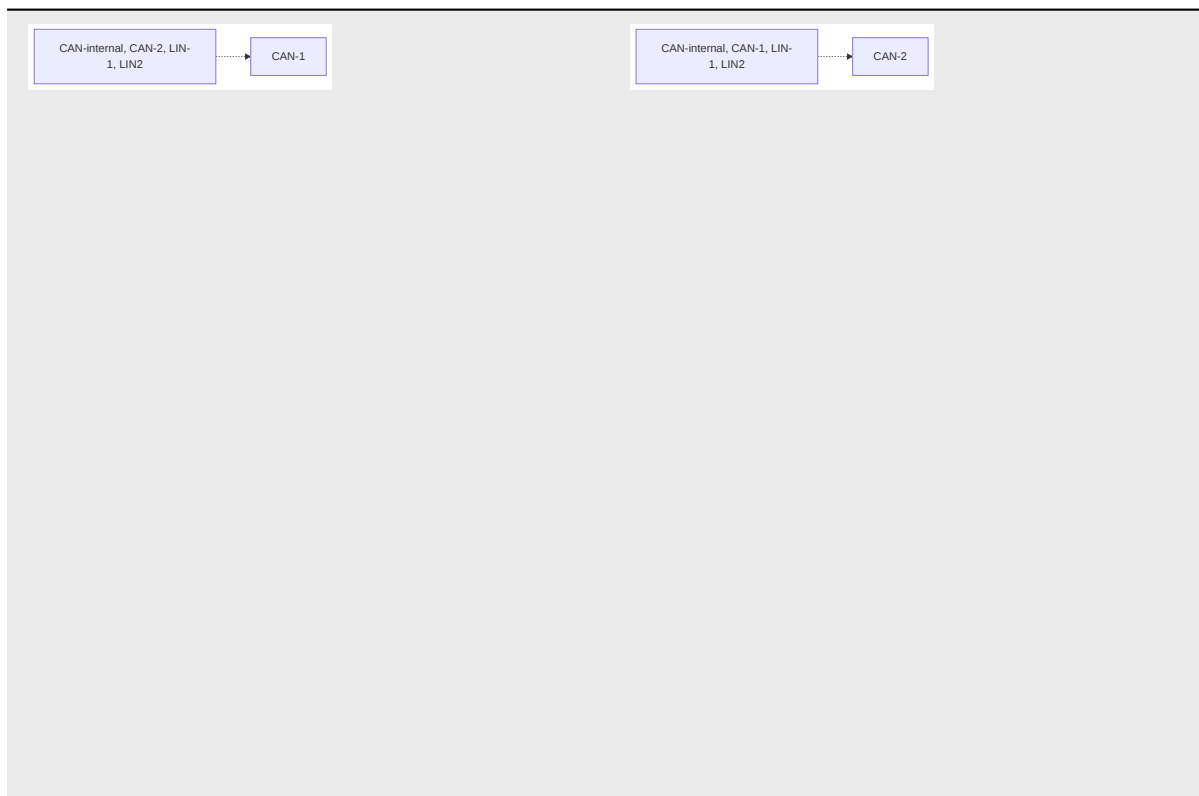 CAN-internal, CAN-2, LIN-
1, LIN2
CAN-1
CAN-internal, CAN-1, LIN-
1, LIN2
CAN-2